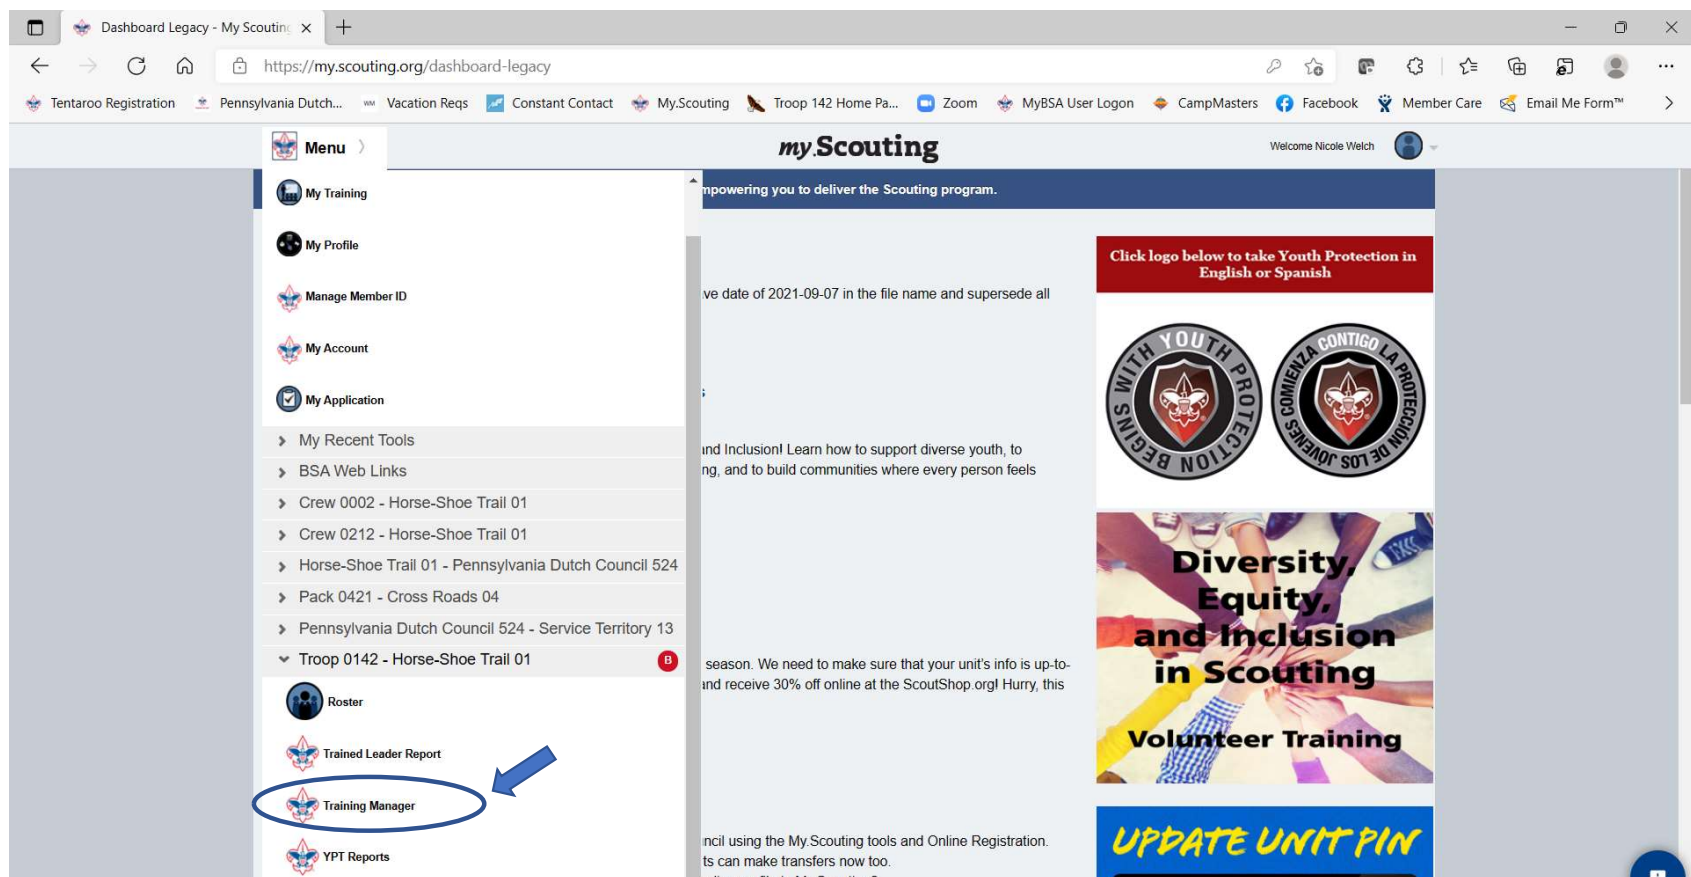 Dashboard Legacy - My Scouting
https://my.scouting.org/dashboard-legacy
Tentaroo Registration
Pennsylvania Dutch...
WM Vacation Reqs
Constant Contact
My.Scouting
Troop 142 Home Pa...
Zoom
MyBSA User Logon
CampMasters
Facebook
Member Care
Email Me Form™
Menu
my.Scouting
Welcome Nicole Welch
My Training
mpowering you to deliver the Scouting program.
My Profile
Manage Member ID
ve date of 2021-09-07 in the file name and supersede all
My Account
My Application
s
My Recent Tools
BSA Web Links
Crew 0002 - Horse-Shoe Trail 01
Crew 0212 - Horse-Shoe Trail 01
Horse-Shoe Trail 01 - Pennsylvania Dutch Council 524
Pack 0421 - Cross Roads 04
Pennsylvania Dutch Council 524 - Service Territory 13
Troop 0142 - Horse-Shoe Trail 01
B
Roster
Trained Leader Report
Training Manager
YPT Reports
and Inclusion! Learn how to support diverse youth, to
ng, and to build communities where every person feels
season. We need to make sure that your unit's info is up-to-
and receive 30% off online at the ScoutShop.org! Hurry, this
uncil using the My.Scouting tools and Online Registration.
ts can make transfers now too.
Click logo below to take Youth Protection in
English or Spanish
YOUTH PROTECTION BEGINS WITH YOU
LA PROTECCIÓN DE LOS JÓVENES COMIENZA CONTIGO
Diversity,
Equity,
and Inclusion
in Scouting
Volunteer Training
UPDATE UNIT PIN